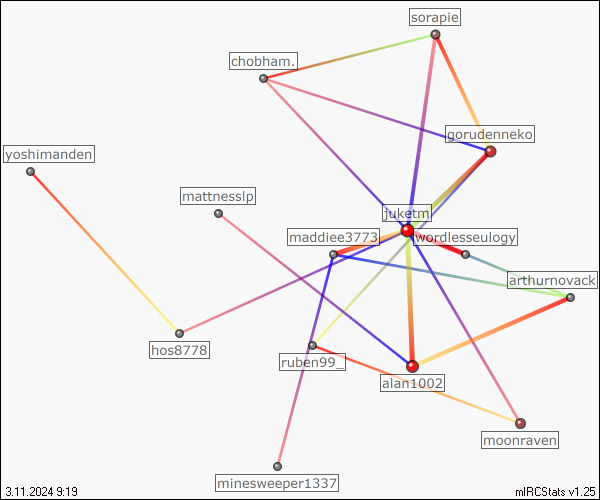 sorapie
chobham.
gorudenneko
yoshimanden
mattnesslp
juketm
maddiee3773
wordlesseulogy
arthurnovack
hos8778
ruben99_
alan1002
moonraven
minesweeper1337
3.11.2024 9:19
mIRCStats v1.25